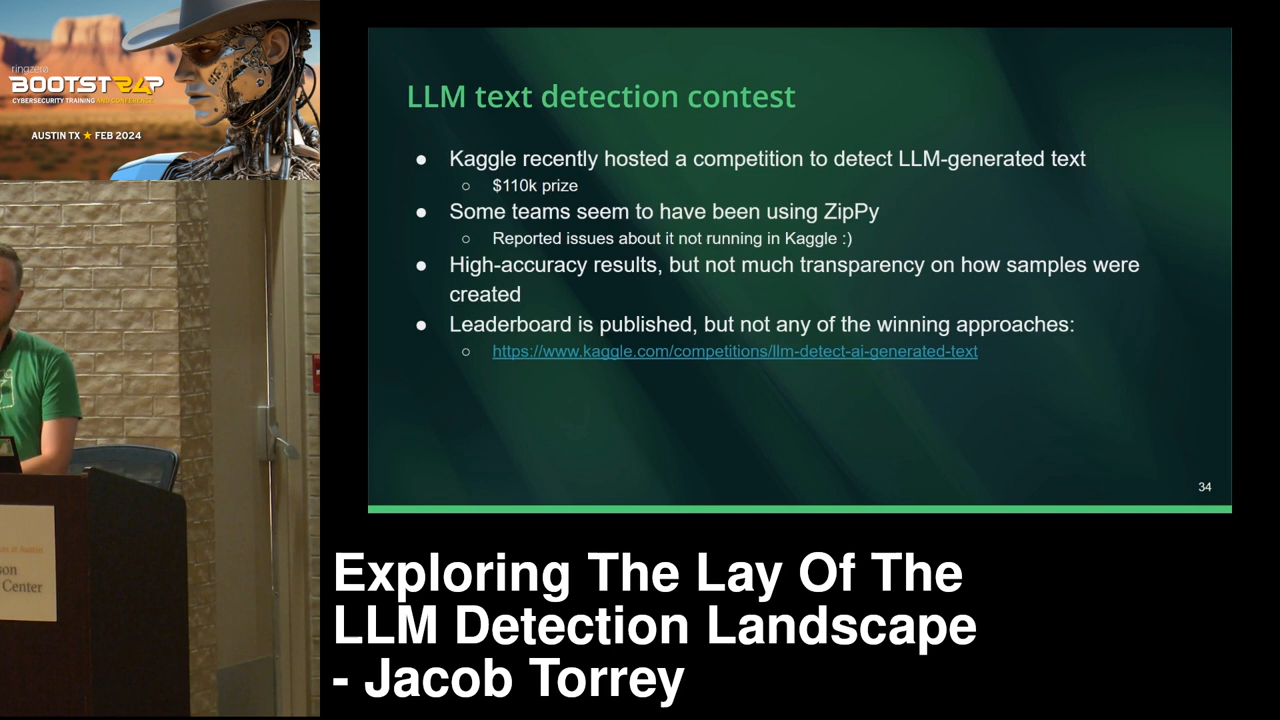 ringzerø
BOOTSTRAP
CYBERSECURITY TRAINING AND CONFERENCE
AUSTIN TX ★ FEB 2024
LLM text detection contest
● Kaggle recently hosted a competition to detect LLM-generated text
○ $110k prize
● Some teams seem to have been using ZipPy
○ Reported issues about it not running in Kaggle :)
● High-accuracy results, but not much transparency on how samples were
created
● Leaderboard is published, but not any of the winning approaches:
○ https://www.kaggle.com/competitions/llm-detect-ai-generated-text
34
at Austin
Center
Exploring The Lay Of The
LLM Detection Landscape
- Jacob Torrey